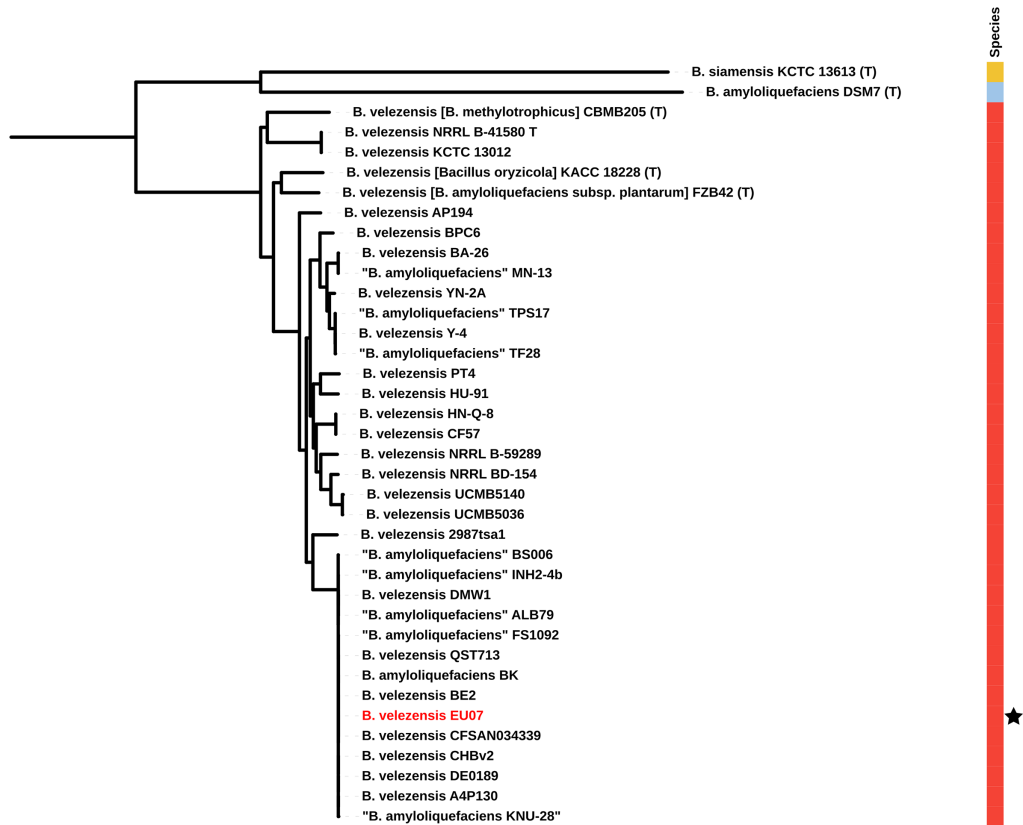 Species
B. siamensis KCTC 13613 (T)
B. amyloliquefaciens DSM7 (T)
B. velezensis [B. methylotrophicus] CBMB205 (T)
B. velezensis NRRL B-41580 T
B. velezensis KCTC 13012
B. velezensis [Bacillus oryzicola] KACC 18228 (T)
B. velezensis [B. amyloliquefaciens subsp. plantarum] FZB42 (T)
B. velezensis AP194
B. velezensis BPC6
B. velezensis BA-26
"B. amyloliquefaciens" MN-13
B. velezensis YN-2A
"B. amyloliquefaciens" TPS17
B. velezensis Y-4
"B. amyloliquefaciens" TF28
B. velezensis PT4
B. velezensis HU-91
B. velezensis HN-Q-8
B. velezensis CF57
B. velezensis NRRL B-59289
B. velezensis NRRL BD-154
B. velezensis UCMB5140
B. velezensis UCMB5036
B. velezensis 2987tsa1
"B. amyloliquefaciens" BS006
"B. amyloliquefaciens" INH2-4b
B. velezensis DMW1
"B. amyloliquefaciens" ALB79
"B. amyloliquefaciens" FS1092
B. velezensis QST713
B. amyloliquefaciens BK
B. velezensis BE2
B. velezensis EU07
B. velezensis CFSAN034339
B. velezensis CHBv2
B. velezensis DE0189
B. velezensis A4P130
"B. amyloliquefaciens KNU-28"